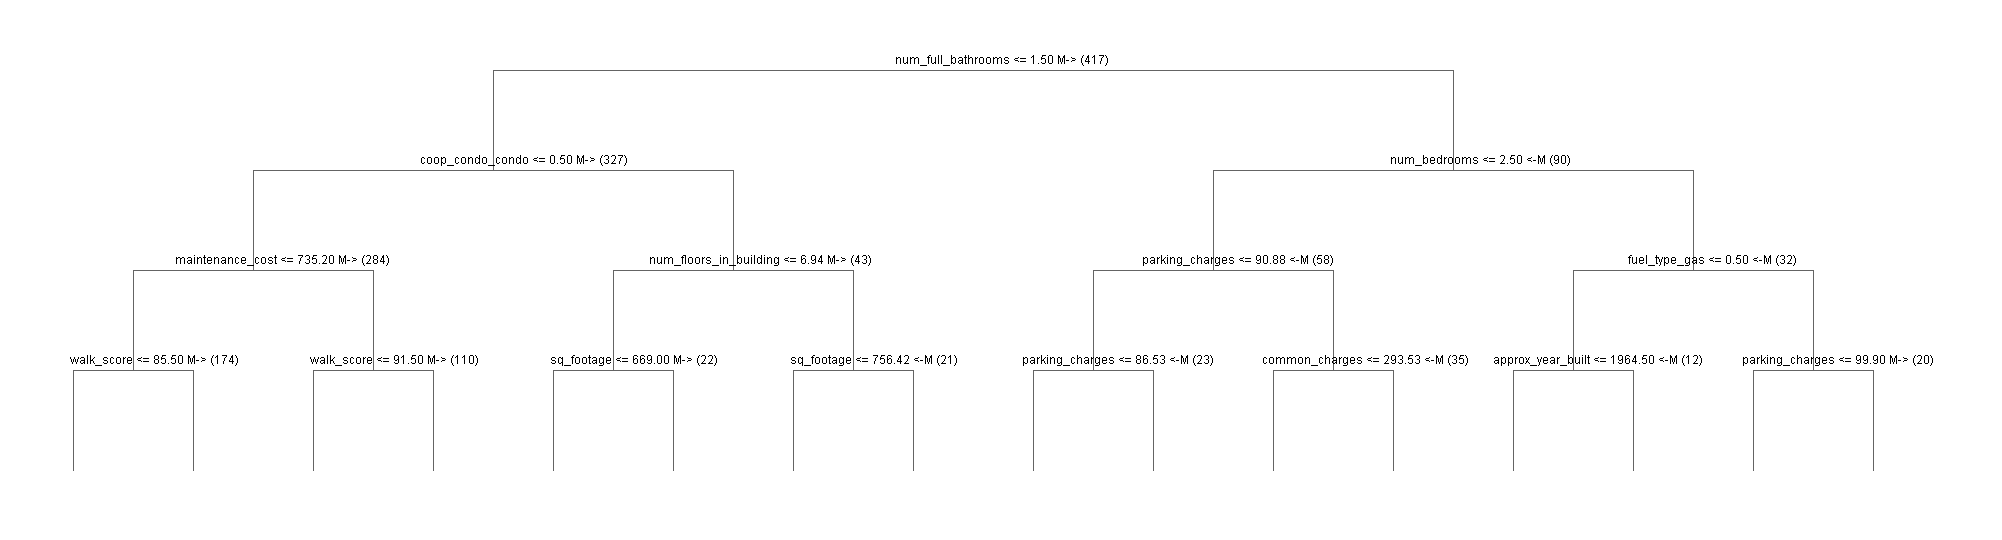 num_full_bathrooms <= 1.50 M-> (417)
coop_condo_condo <= 0.50 M-> (327)
num_bedrooms <= 2.50 <-M (90)
maintenance_cost <= 735.20 M-> (284)
num_floors_in_building <= 6.94 M-> (43)
parking_charges <= 90.88 <-M (58)
fuel_type_gas <= 0.50 <-M (32)
walk_score <= 85.50 M-> (174)
walk_score <= 91.50 M-> (110)
sq_footage <= 669.00 M-> (22)
sq_footage <= 756.42 <-M (21)
parking_charges <= 86.53 <-M (23)
common_charges <= 293.53 <-M (35)
approx_year_built <= 1964.50 <-M (12)
parking_charges <= 99.90 M-> (20)